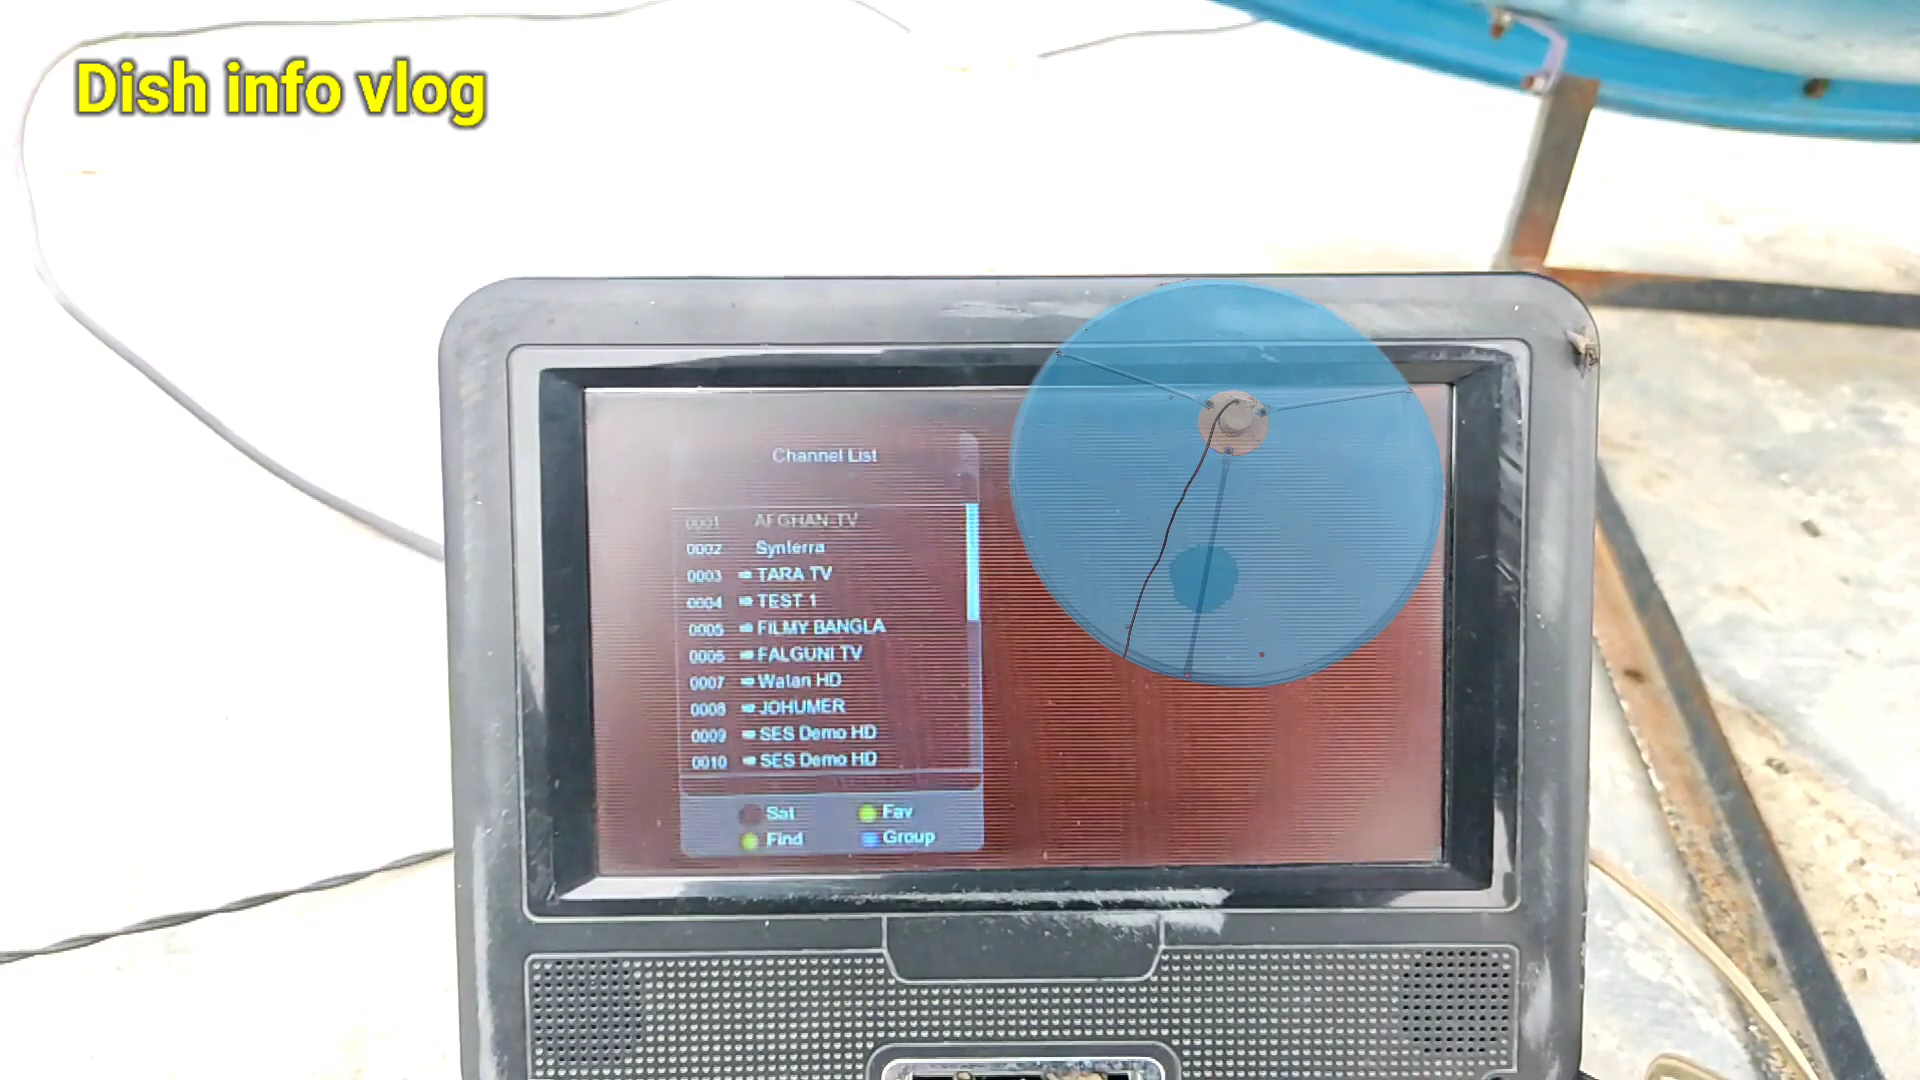 Dish info vlog
Channel List
0001 AFGHAN TV
0002 Synterra
0003 TARA TV
0004 TEST 1
0005 FILMY BANGLA
0006 FALGUNI TV
0007 Watan HD
0008 JOHUMER
0009 SES Demo HD
0010 SES Demo HD
Sat Fav
Find Group